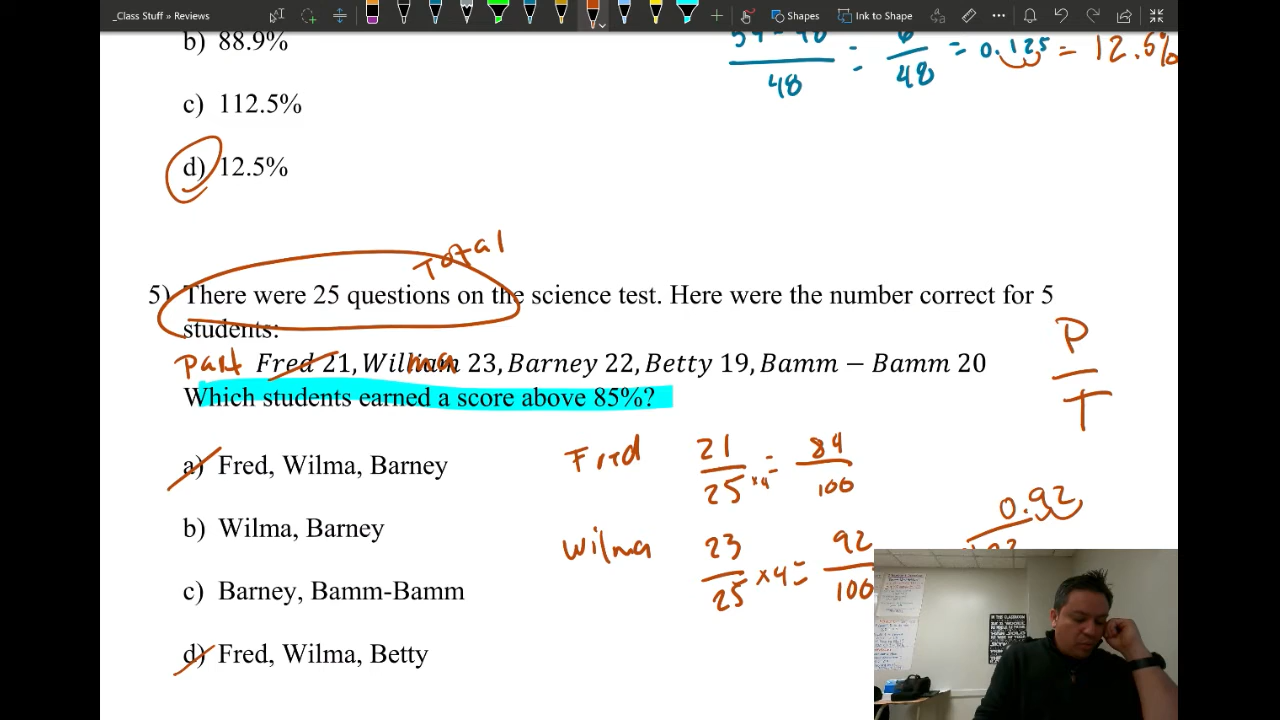 _Class Stuff » Reviews
Shapes
Ink to Shape
b) 88.9%
48 = 6/48 = 0.125 = 12.5%
c) 112.5%
d) 12.5%
Total
5) There were 25 questions on the science test. Here were the number correct for 5
students:
part Fred 21, Wilma 23, Barney 22, Betty 19, Bamm − Bamm 20
P
T
Which students earned a score above 85%?
a) Fred, Wilma, Barney
Fred 21/25 ×4 = 84/100
b) Wilma, Barney
Wilma 23/25 ×4 = 92/100
0.92
c) Barney, Bamm-Bamm
d) Fred, Wilma, Betty